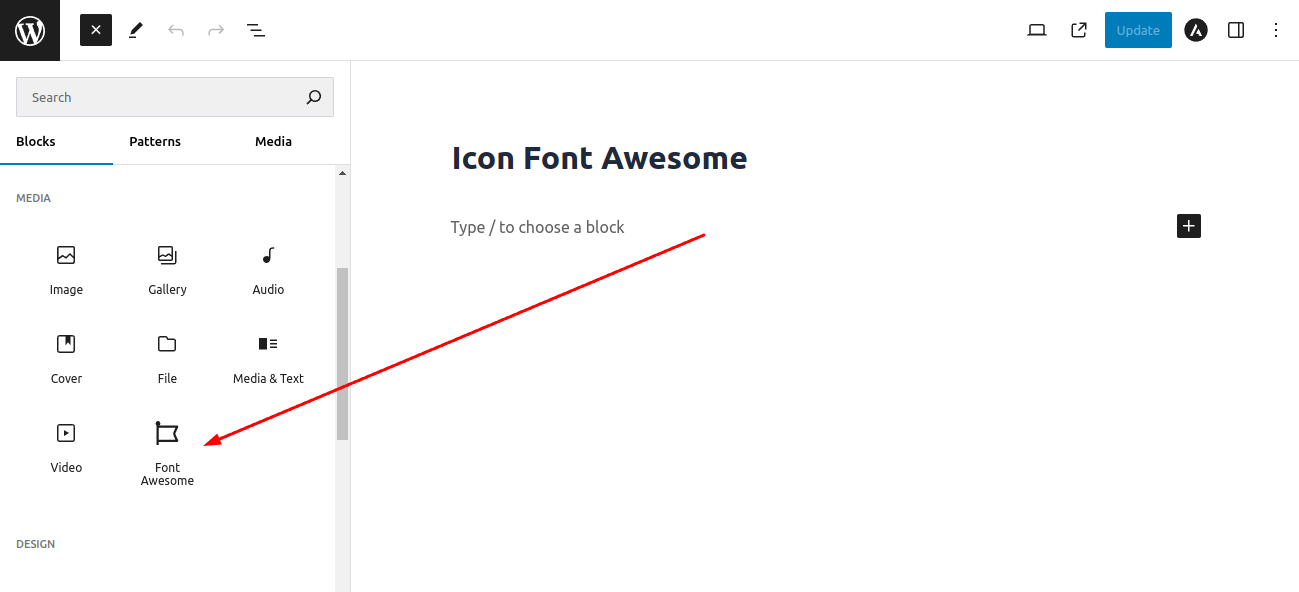 Update
Search
Blocks Patterns Media
MEDIA
Image Gallery Audio
Cover File Media & Text
Video Font
Awesome
DESIGN
Icon Font Awesome
Type / to choose a block